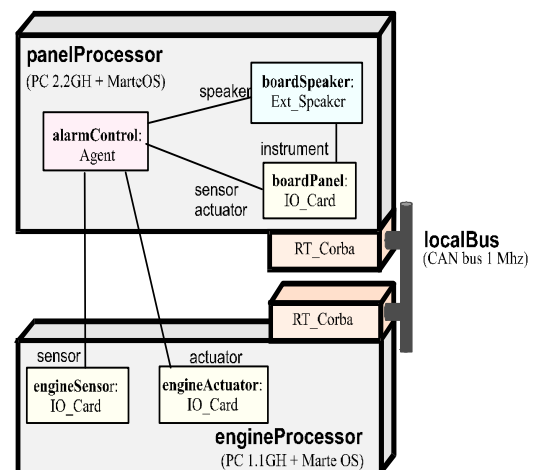 panelProcessor
(PC 2.2GH + MarteOS)
speaker
boardSpeaker:
Ext_Speaker
alarmControl:
Agent
instrument
sensor
actuator
boardPanel:
IO_Card
RT_Corba
localBus
(CAN bus 1 Mhz)
RT_Corba
sensor
actuator
engineSensor:
IO_Card
engineActuator:
IO_Card
engineProcessor
(PC 1.1GH + Marte OS)